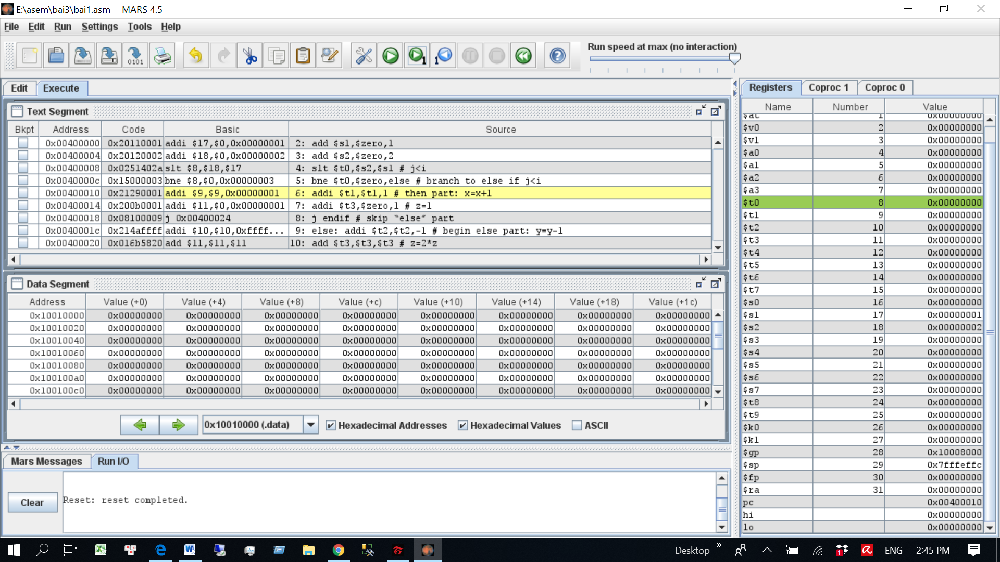 E:\asem\bai3\bai1.asm - MARS 4.5
File Edit Run Settings Tools Help
Run speed at max (no interaction)
Edit Execute
Registers Coproc 1 Coproc 0
Text Segment
Bkpt Address Code Basic Source
0x00400000 0x20110001 addi $17,$0,0x00000001 2: add $s1,$zero,1
0x00400004 0x20120002 addi $18,$0,0x00000002 3: add $s2,$zero,2
0x00400008 0x0251402a slt $8,$18,$17 4: slt $t0,$s2,$s1 # j<i
0x0040000c 0x15000003 bne $8,$0,0x00000003 5: bne $t0,$zero,else # branch to else if j<i
0x00400010 0x21290001 addi $9,$9,0x00000001 6: addi $t1,$t1,1 # then part: x=x+1
0x00400014 0x200b0001 addi $11,$0,0x00000001 7: addi $t3,$zero,1 # z=1
0x00400018 0x08100009 j 0x00400024 8: j endif # skip “else” part
0x0040001c 0x214affff addi $10,$10,0xffff... 9: else: addi $t2,$t2,-1 # begin else part: y=y-1
0x00400020 0x016b5820 add $11,$11,$11 10: add $t3,$t3,$t3 # z=2*z
Data Segment
Address Value (+0) Value (+4) Value (+8) Value (+c) Value (+10) Value (+14) Value (+18) Value (+1c)
0x10010000 0x00000000 0x00000000 0x00000000 0x00000000 0x00000000 0x00000000 0x00000000 0x00000000
0x10010020 0x00000000 0x00000000 0x00000000 0x00000000 0x00000000 0x00000000 0x00000000 0x00000000
0x10010040 0x00000000 0x00000000 0x00000000 0x00000000 0x00000000 0x00000000 0x00000000 0x00000000
0x10010060 0x00000000 0x00000000 0x00000000 0x00000000 0x00000000 0x00000000 0x00000000 0x00000000
0x10010080 0x00000000 0x00000000 0x00000000 0x00000000 0x00000000 0x00000000 0x00000000 0x00000000
0x100100a0 0x00000000 0x00000000 0x00000000 0x00000000 0x00000000 0x00000000 0x00000000 0x00000000
0x100100c0 0x00000000 0x00000000 0x00000000 0x00000000 0x00000000 0x00000000 0x00000000 0x00000000
0x10010000 (.data) Hexadecimal Addresses Hexadecimal Values ASCII
Mars Messages Run I/O
Clear
Reset: reset completed.
Name Number Value
$at 1 0x00000000
$v0 2 0x00000000
$v1 3 0x00000000
$a0 4 0x00000000
$a1 5 0x00000000
$a2 6 0x00000000
$a3 7 0x00000000
$t0 8 0x00000000
$t1 9 0x00000000
$t2 10 0x00000000
$t3 11 0x00000000
$t4 12 0x00000000
$t5 13 0x00000000
$t6 14 0x00000000
$t7 15 0x00000000
$s0 16 0x00000000
$s1 17 0x00000001
$s2 18 0x00000002
$s3 19 0x00000000
$s4 20 0x00000000
$s5 21 0x00000000
$s6 22 0x00000000
$s7 23 0x00000000
$t8 24 0x00000000
$t9 25 0x00000000
$k0 26 0x00000000
$k1 27 0x00000000
$gp 28 0x10008000
$sp 29 0x7fffeffc
$fp 30 0x00000000
$ra 31 0x00000000
pc 0x00400010
hi 0x00000000
lo 0x00000000
Desktop ENG 2:45 PM